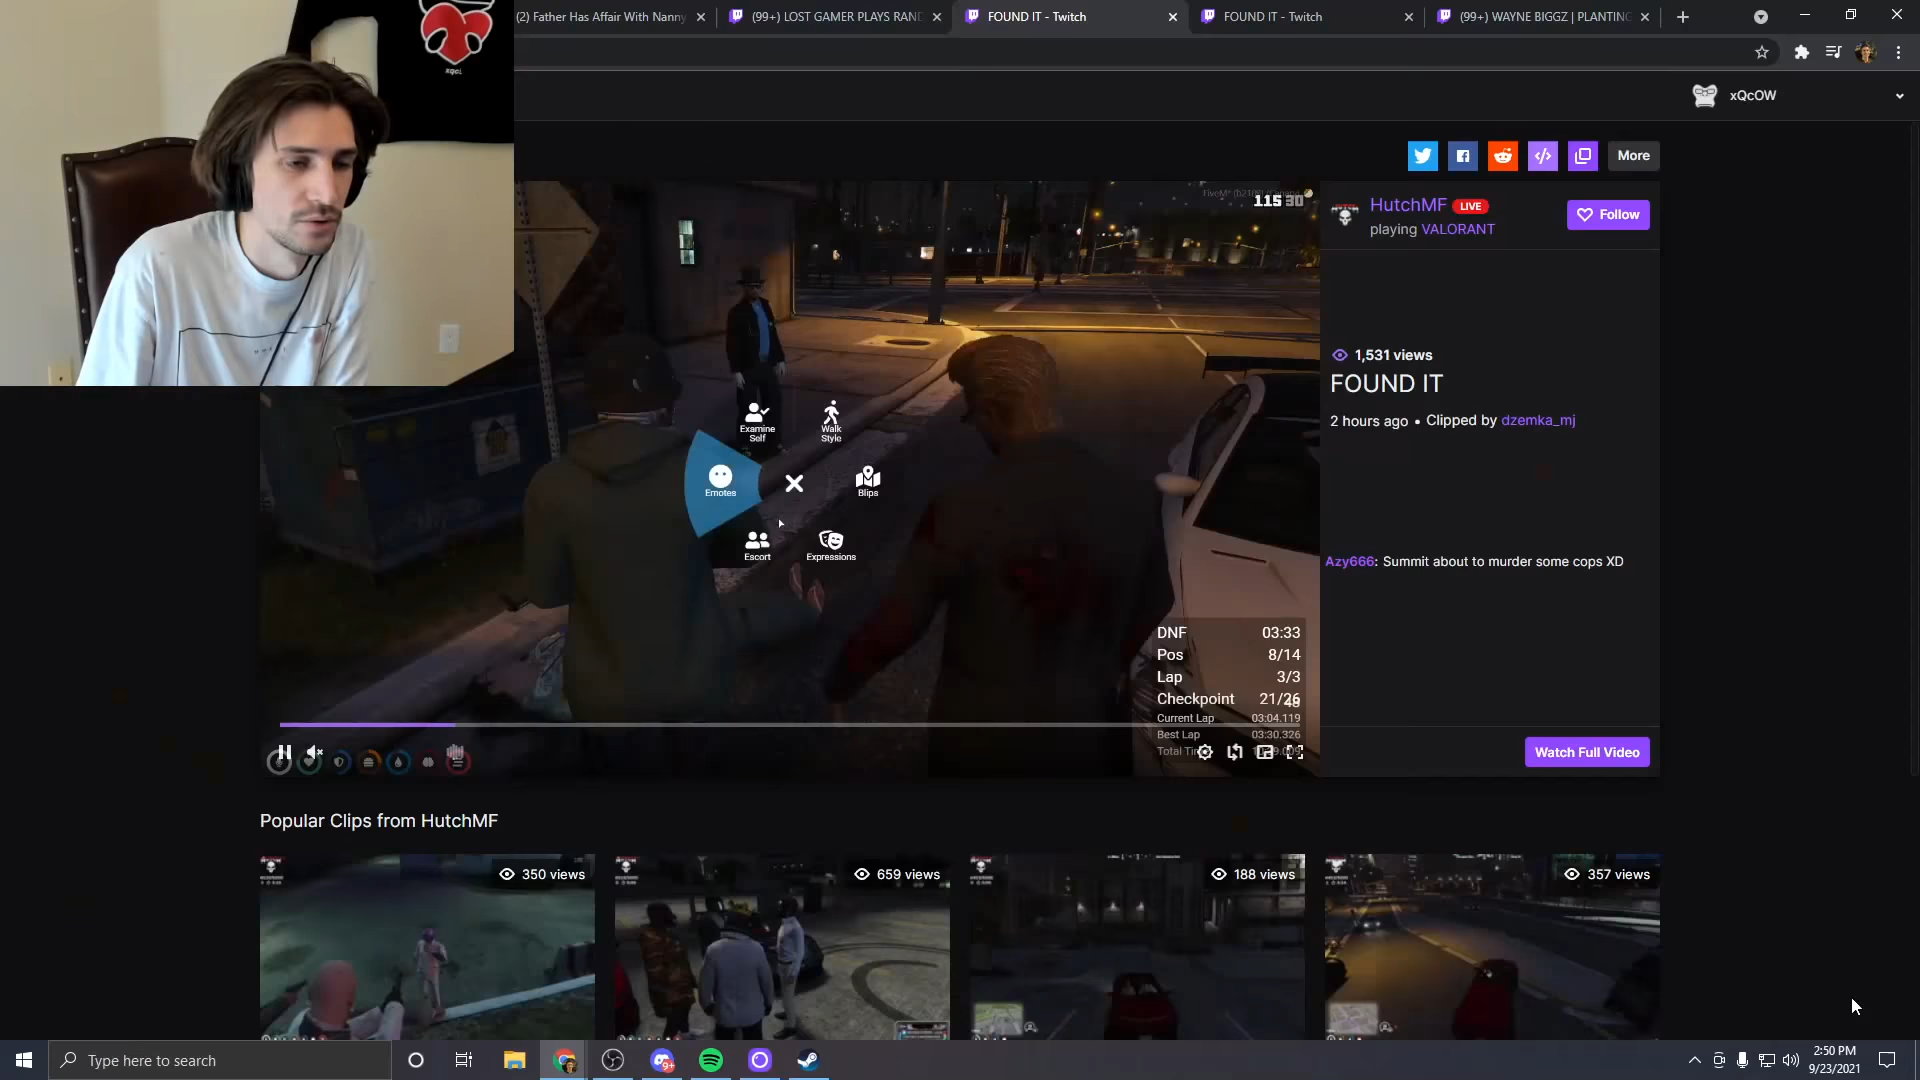 (2) Father Has Affair With Nanny
(99+) LOST GAMER PLAYS RAND
FOUND IT - Twitch
FOUND IT - Twitch
(99+) WAYNE BIGGZ | PLANTING
xQcOW
More
115 30
HutchMF LIVE
playing VALORANT
Follow
1,531 views
FOUND IT
2 hours ago • Clipped by dzemka_mj
Examine Self
Walk Style
Emotes
Blips
Escort
Expressions
Azy666: Summit about to murder some cops XD
DNF 03:33
Pos 8/14
Lap 3/3
Checkpoint 21/26
Current Lap 03:04.119
Best Lap 03:30.326
Watch Full Video
Popular Clips from HutchMF
350 views
659 views
188 views
357 views
Type here to search
9+
2:50 PM
9/23/2021